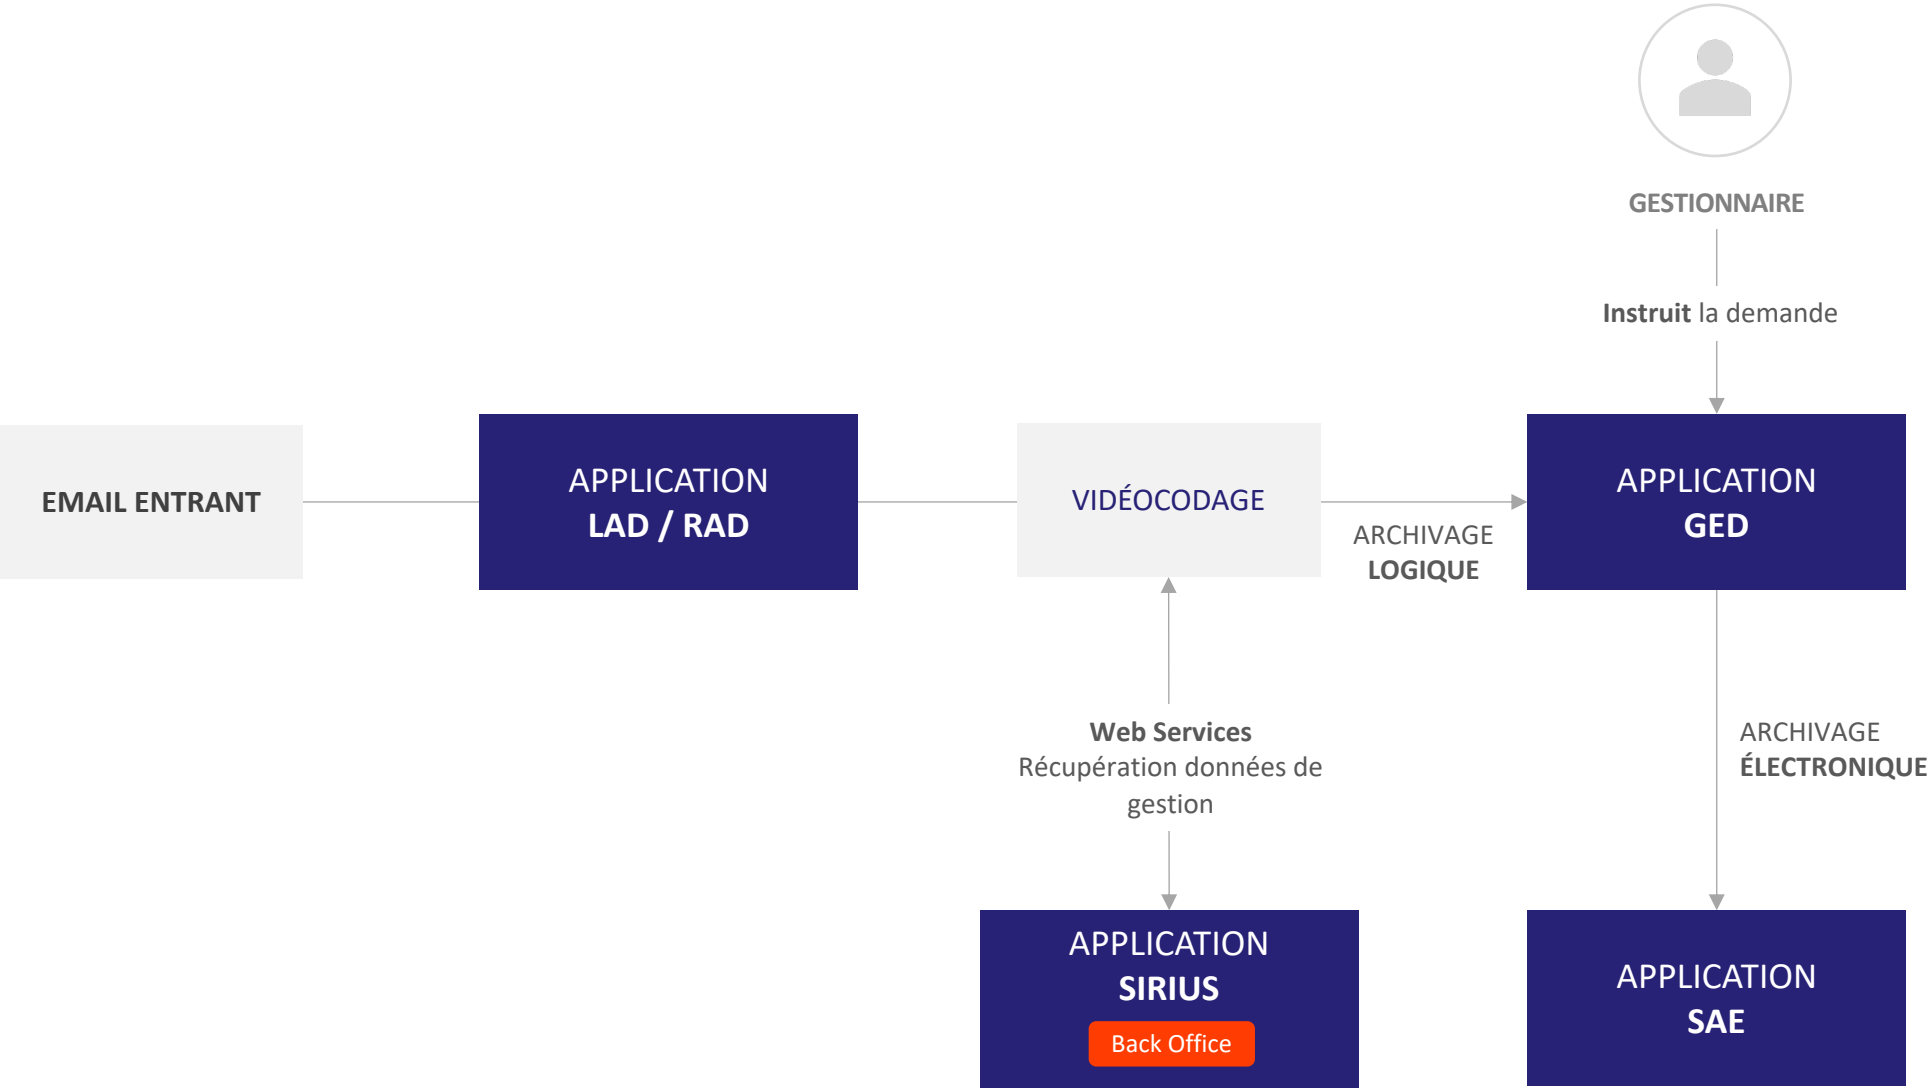 GESTIONNAIRE
Instruit la demande
EMAIL ENTRANT
APPLICATION
LAD / RAD
VIDÉOCODAGE
ARCHIVAGE
LOGIQUE
APPLICATION
GED
Web Services
Récupération données de
gestion
ARCHIVAGE
ÉLECTRONIQUE
APPLICATION
SIRIUS
Back Office
APPLICATION
SAE